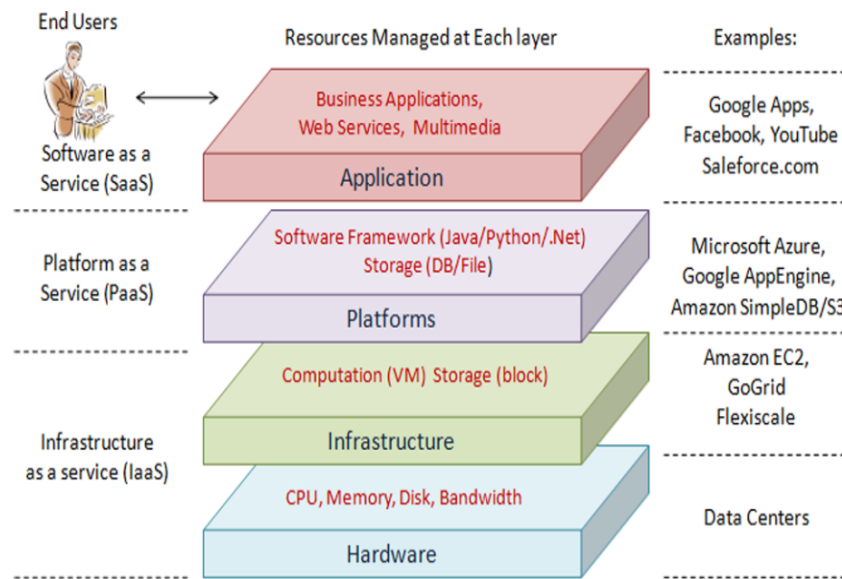 End Users
Resources Managed at Each layer
Examples:
Business Applications,
Web Services, Multimedia
Application
Software as a
Service (SaaS)
Google Apps,
Facebook, YouTube
Saleforce.com
Platform as a
Service (PaaS)
Software Framework (Java/Python/.Net)
Storage (DB/File)
Platforms
Microsoft Azure,
Google AppEngine,
Amazon SimpleDB/S3
Infrastructure
as a service (IaaS)
Computation (VM) Storage (block)
Infrastructure
Amazon EC2,
GoGrid
Flexiscale
CPU, Memory, Disk, Bandwidth
Hardware
Data Centers